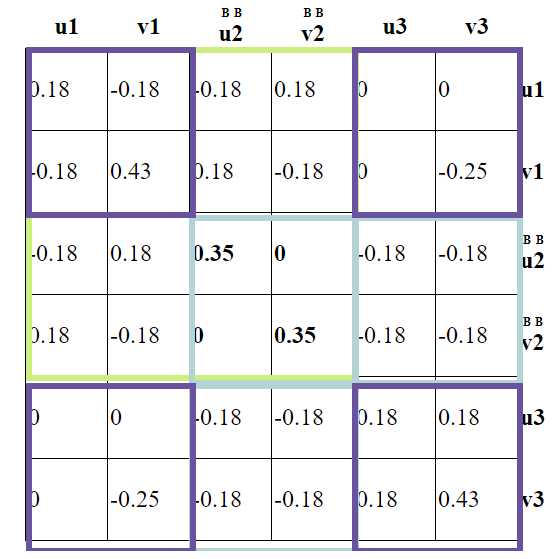 B B B B
u1 v1 u2 v2 u3 v3
0.18 -0.18 -0.18 0.18 0 0 u1
-0.18 0.43 0.18 -0.18 0 -0.25 v1
B B
-0.18 0.18 0.35 0 -0.18 -0.18 u2
B B
0.18 -0.18 0 0.35 -0.18 -0.18 v2
0 0 -0.18 -0.18 0.18 0.18 u3
0 -0.25 -0.18 -0.18 0.18 0.43 v3